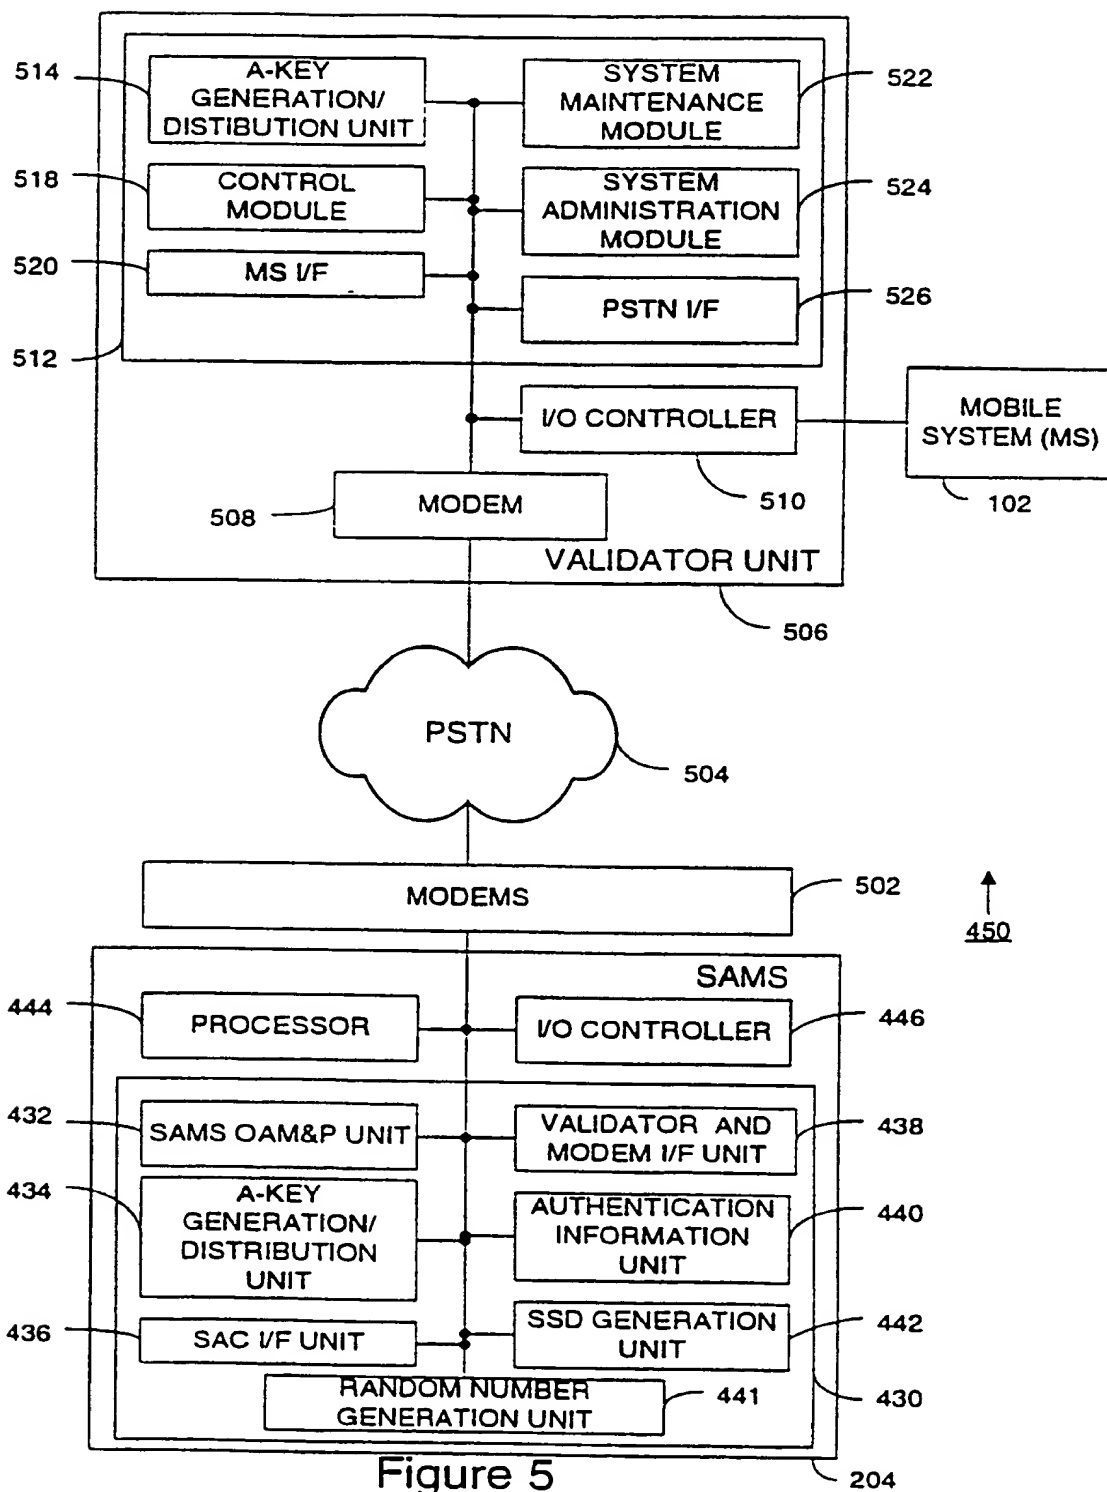 514
A-KEY
GENERATION/
DISTIBUTION UNIT
SYSTEM
MAINTENANCE
MODULE
522
518
CONTROL
MODULE
SYSTEM
ADMINISTRATION
MODULE
524
520
MS I/F
PSTN I/F
526
512
I/O CONTROLLER
510
MOBILE
SYSTEM (MS)
102
508
MODEM
VALIDATOR UNIT
506
PSTN
504
MODEMS
502
450
SAMS
444
PROCESSOR
I/O CONTROLLER
446
432
SAMS OAM&P UNIT
VALIDATOR AND
MODEM I/F UNIT
438
434
A-KEY
GENERATION/
DISTRIBUTION
UNIT
AUTHENTICATION
INFORMATION
UNIT
440
436
SAC I/F UNIT
SSD GENERATION
UNIT
442
RANDOM NUMBER
GENERATION UNIT
441
430
204
Figure 5